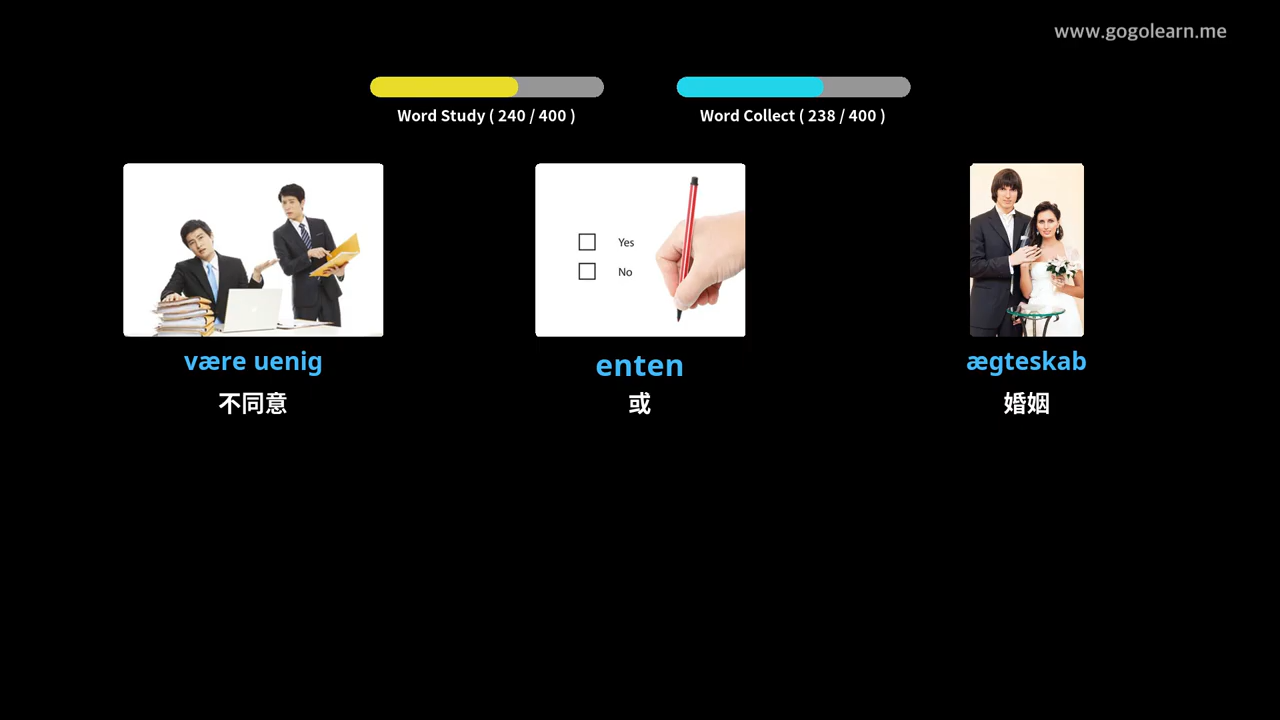 www.gogolearn.me
Word Study ( 240 / 400 )
Word Collect ( 238 / 400 )
Yes
No
være uenig
enten
ægteskab
不同意
或
婚姻